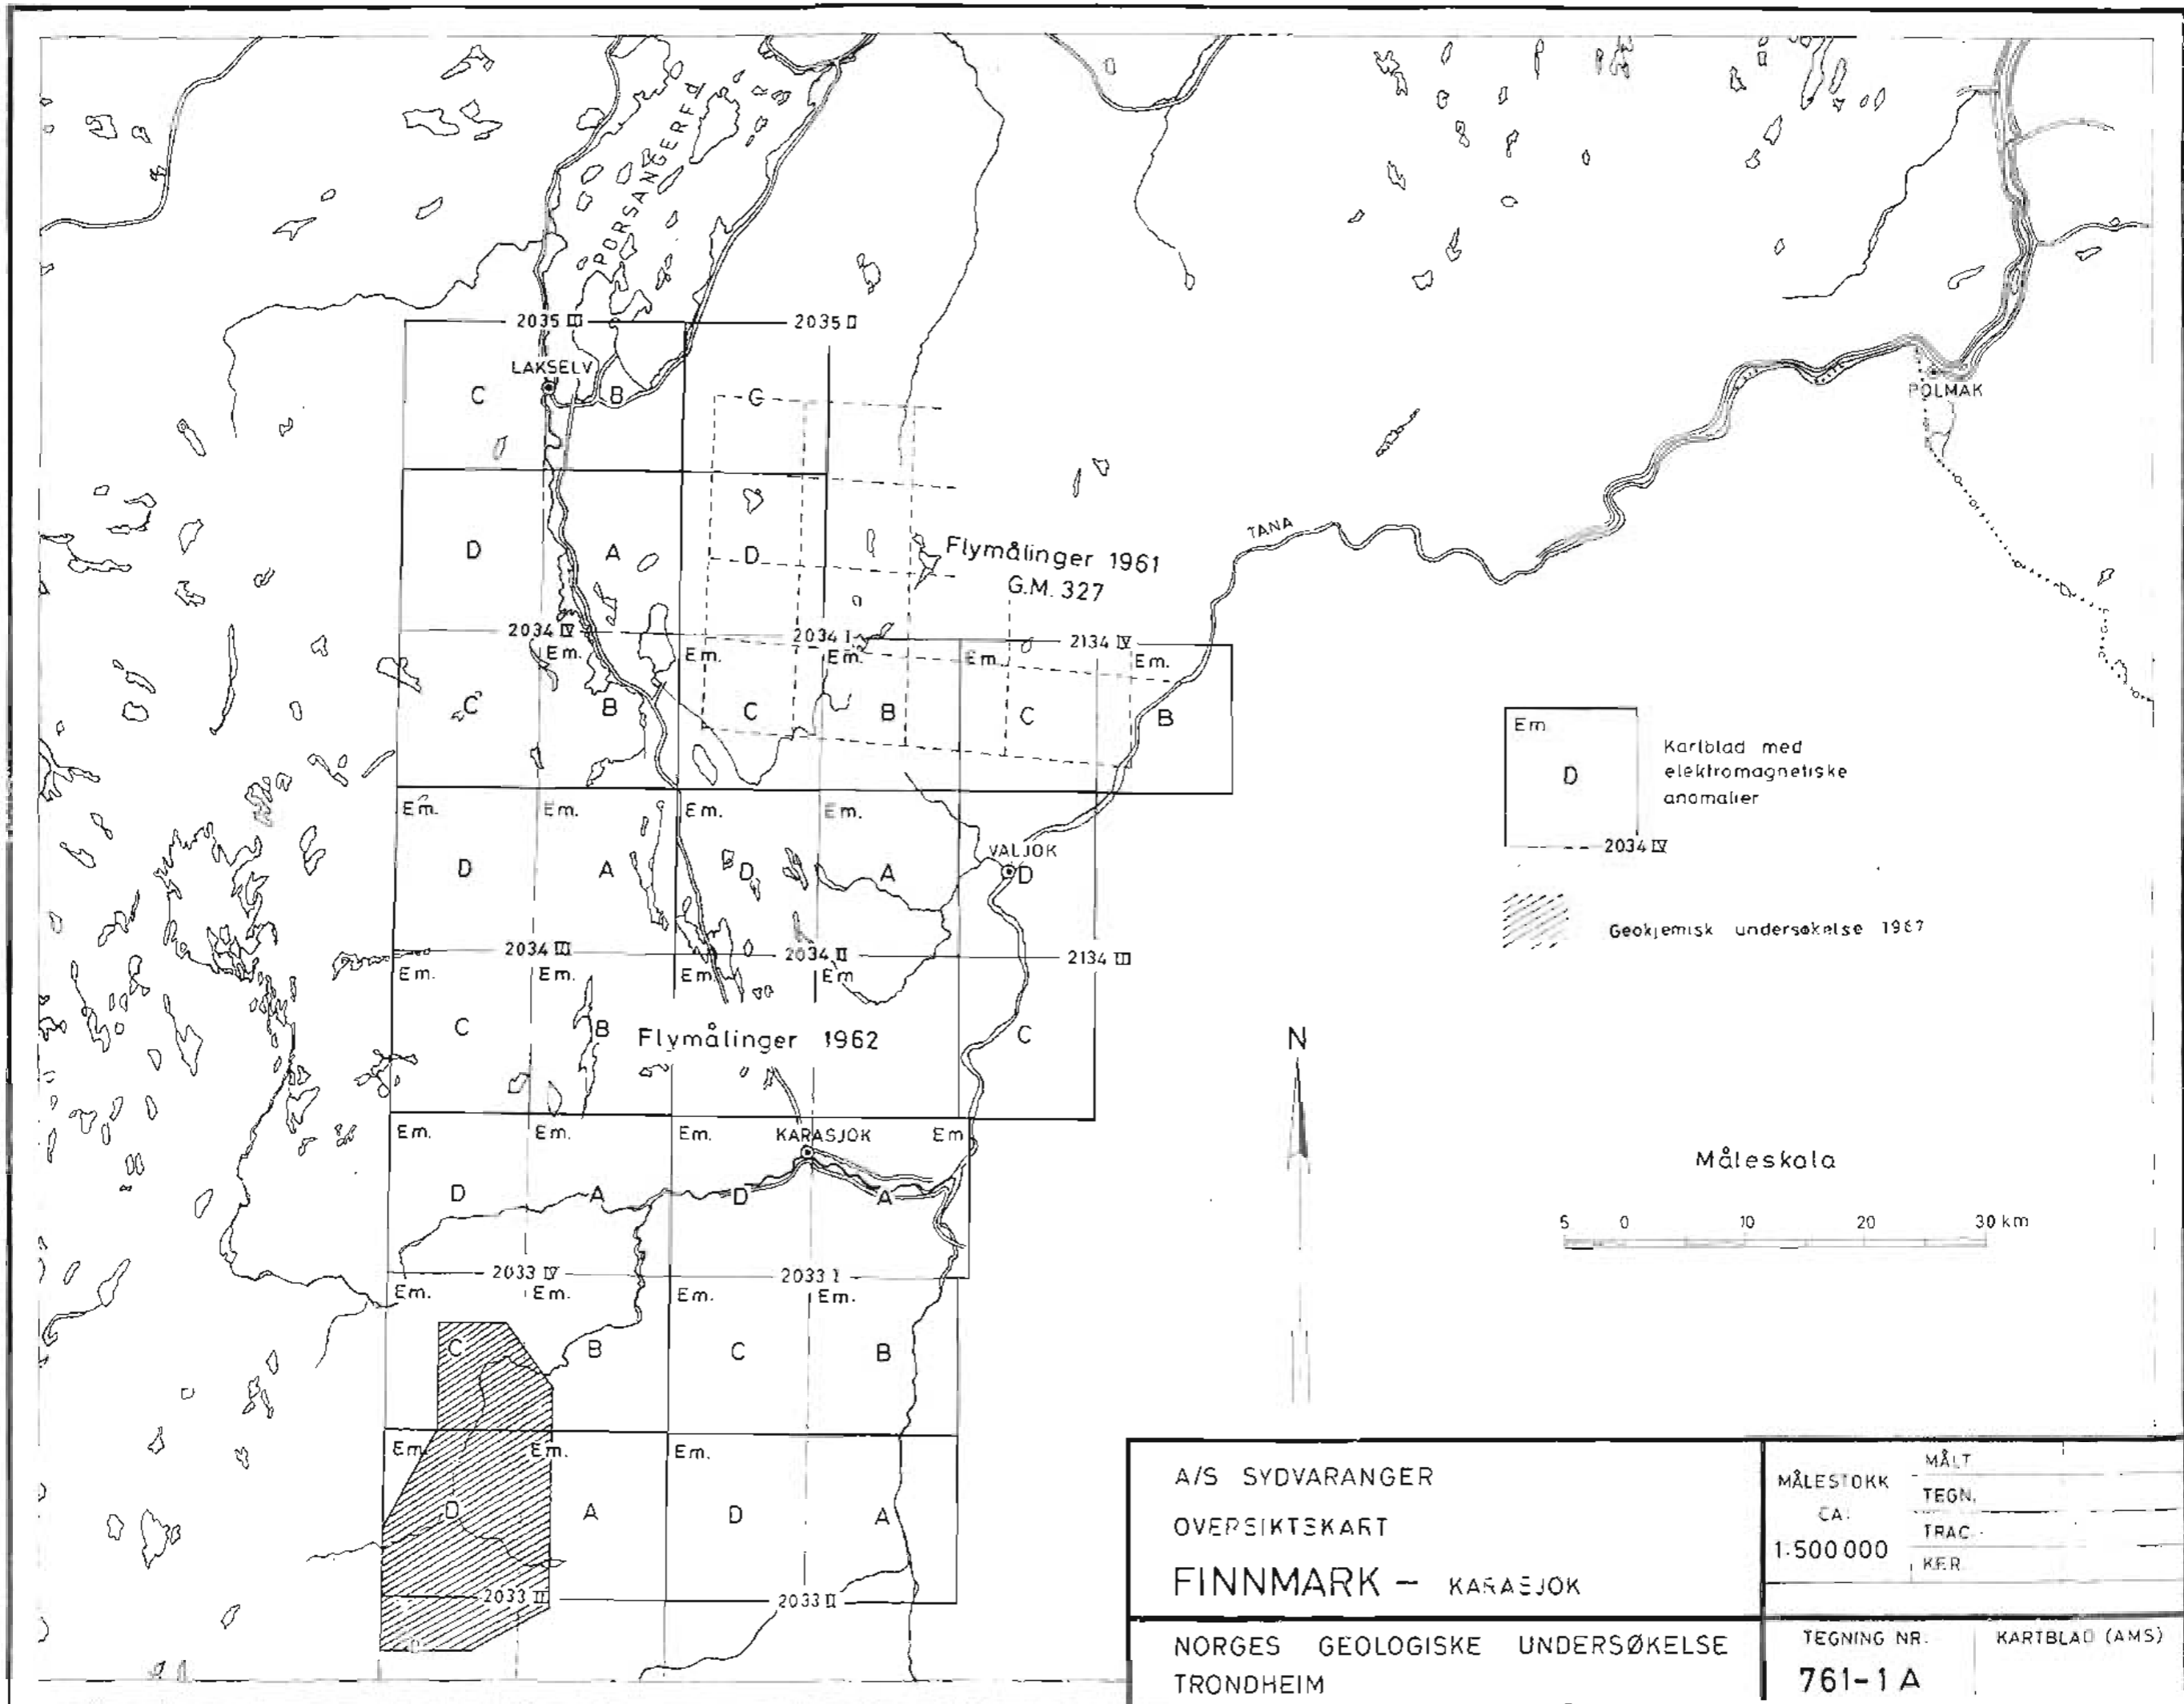 PORSANGERFJ
2035 III
2035 II
LAKSELV
C
B
C
POLMAK
TANA
D
A
D
Flymålinger 1961
G.M. 327
2034 IV
2034 I
2134 IV
Em.
Em.
Em.
Em.
Em.
C
B
C
B
C
B
Em.
Em.
Em.
Em.
D
A
D
A
VALJOK
D
2034 III
2034 II
2134 III
Em.
Em.
Em.
Em
C
B
Flymålinger 1962
C
Em.
Em.
Em.
KARASJOK
Em
D
A
D
A
2033 IV
2033 I
Em.
Em.
Em.
Em.
C
B
C
B
Em.
Em.
Em.
D
A
D
A
2033 III
2033 II
Em
D
Kartblad med
elektromagnetiske
anomalier
2034 IV
Geokjemisk undersøkelse 1967
N
Måleskala
5 0 10 20 30 km
A/S SYDVARANGER
OVERSIKTSKART
FINNMARK – KARASJOK
MÅLESTOKK
CA:
1:500 000
MÅLT
TEGN.
TRAC.
KFR.
NORGES GEOLOGISKE UNDERSØKELSE
TRONDHEIM
TEGNING NR.
761-1 A
KARTBLAD (AMS)